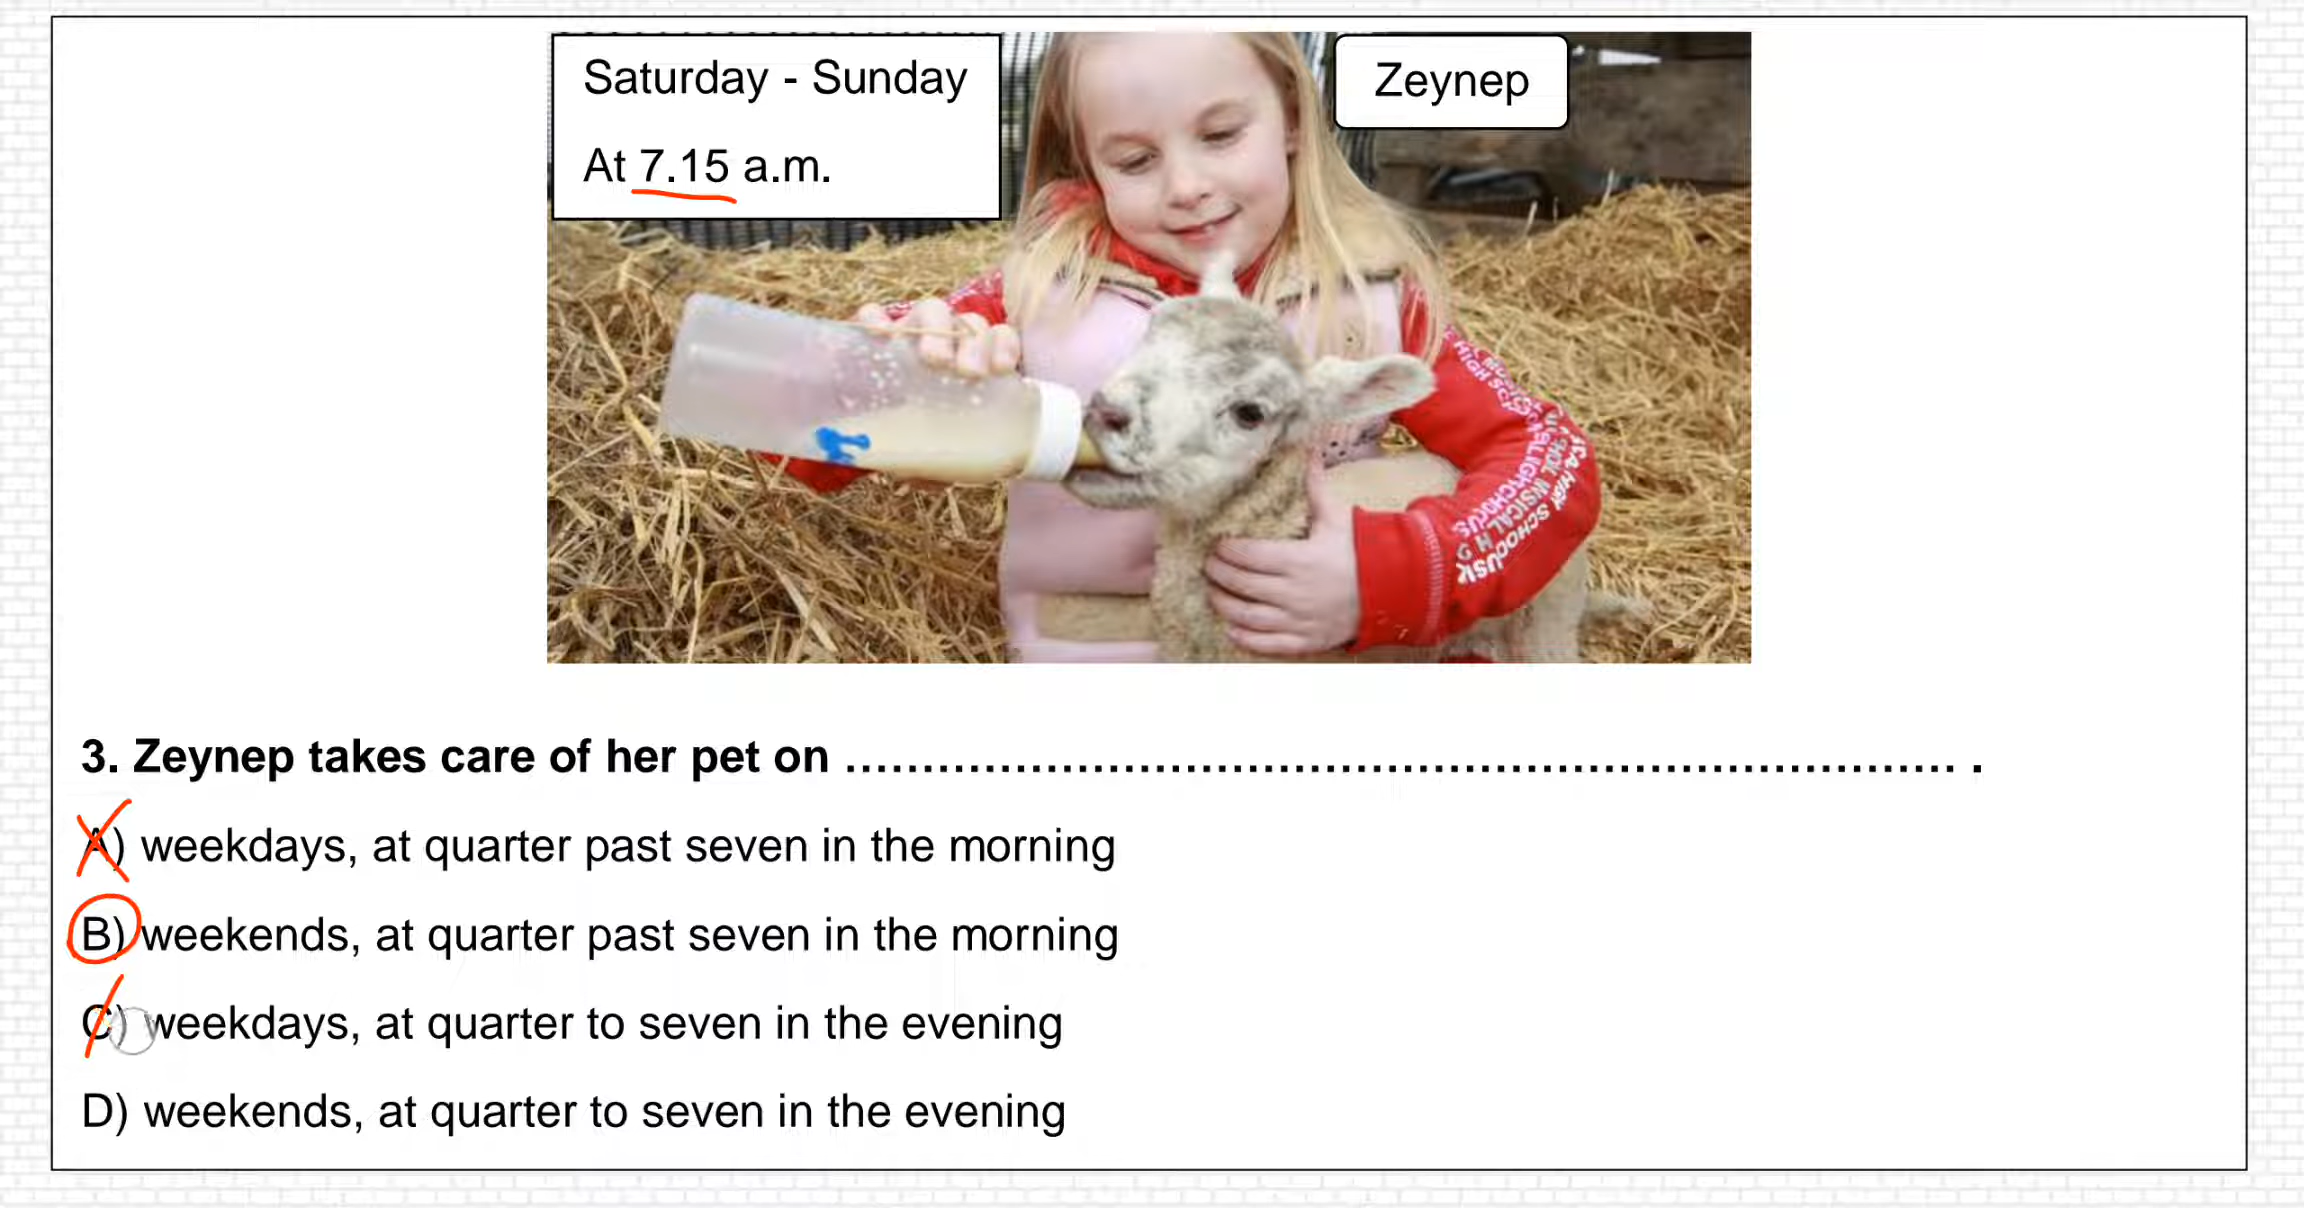 Saturday - Sunday
At 7.15 a.m.
Zeynep
3. Zeynep takes care of her pet on ........................................................................ .
A) weekdays, at quarter past seven in the morning
B) weekends, at quarter past seven in the morning
C) weekdays, at quarter to seven in the evening
D) weekends, at quarter to seven in the evening